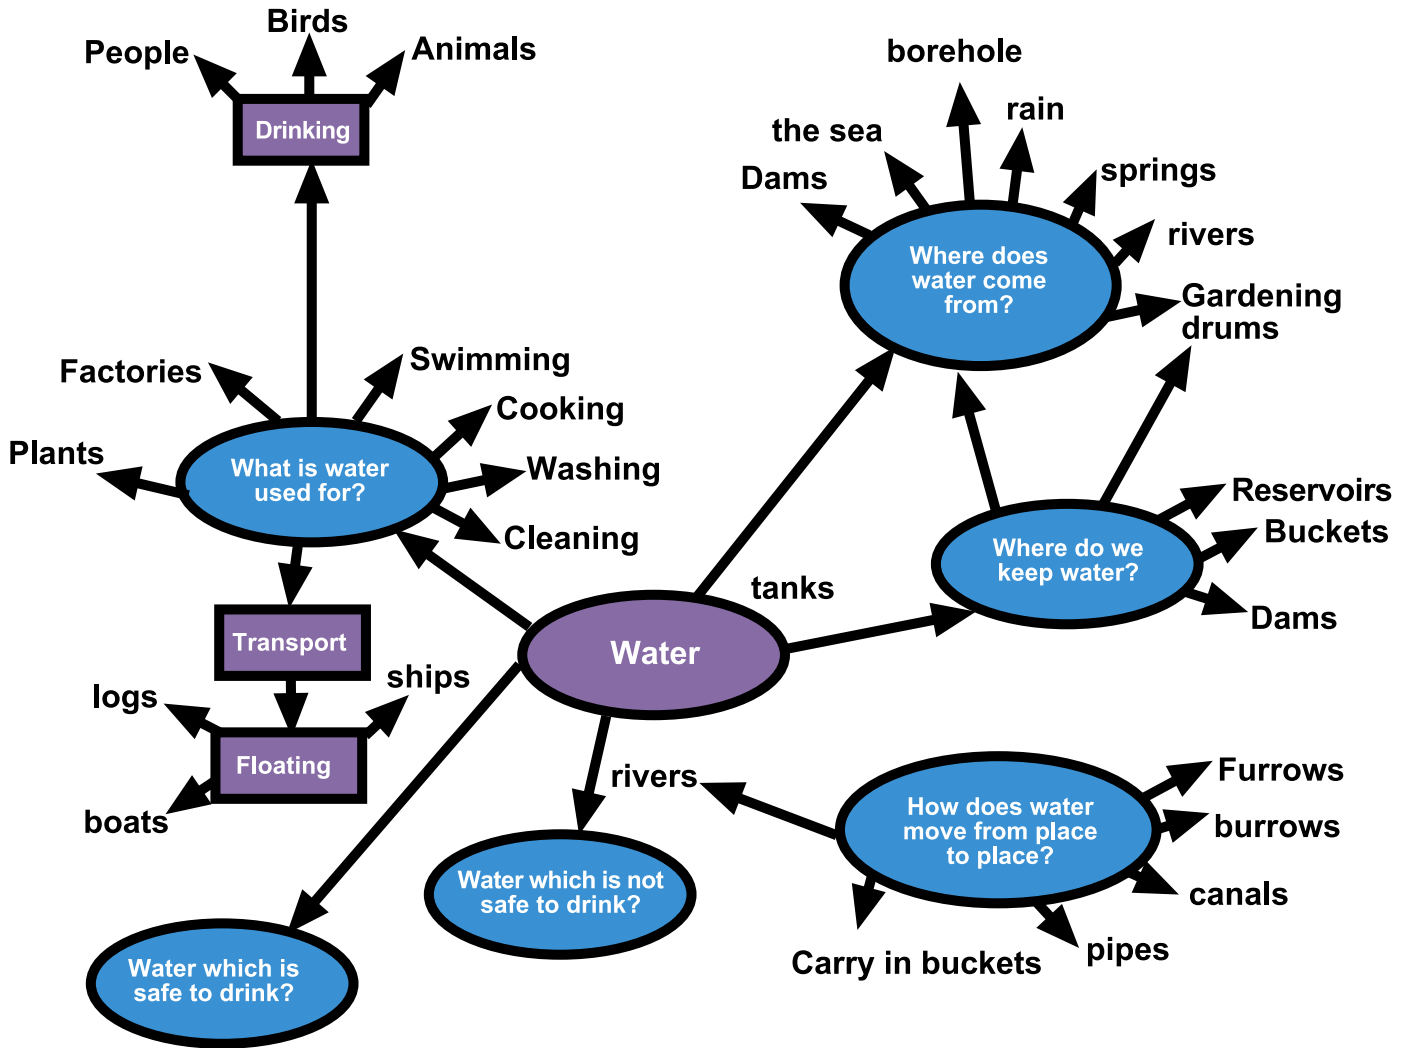 Birds
People
Animals
Drinking
borehole
rain
the sea
springs
Dams
rivers
Where does
water come
from?
Gardening
drums
Factories
Swimming
Cooking
Plants
Washing
What is water
used for?
Cleaning
Reservoirs
Buckets
Where do we
keep water?
Dams
tanks
Water
Transport
ships
logs
Floating
boats
rivers
How does water
move from place
to place?
Furrows
burrows
canals
pipes
Carry in buckets
Water which is not
safe to drink?
Water which is
safe to drink?